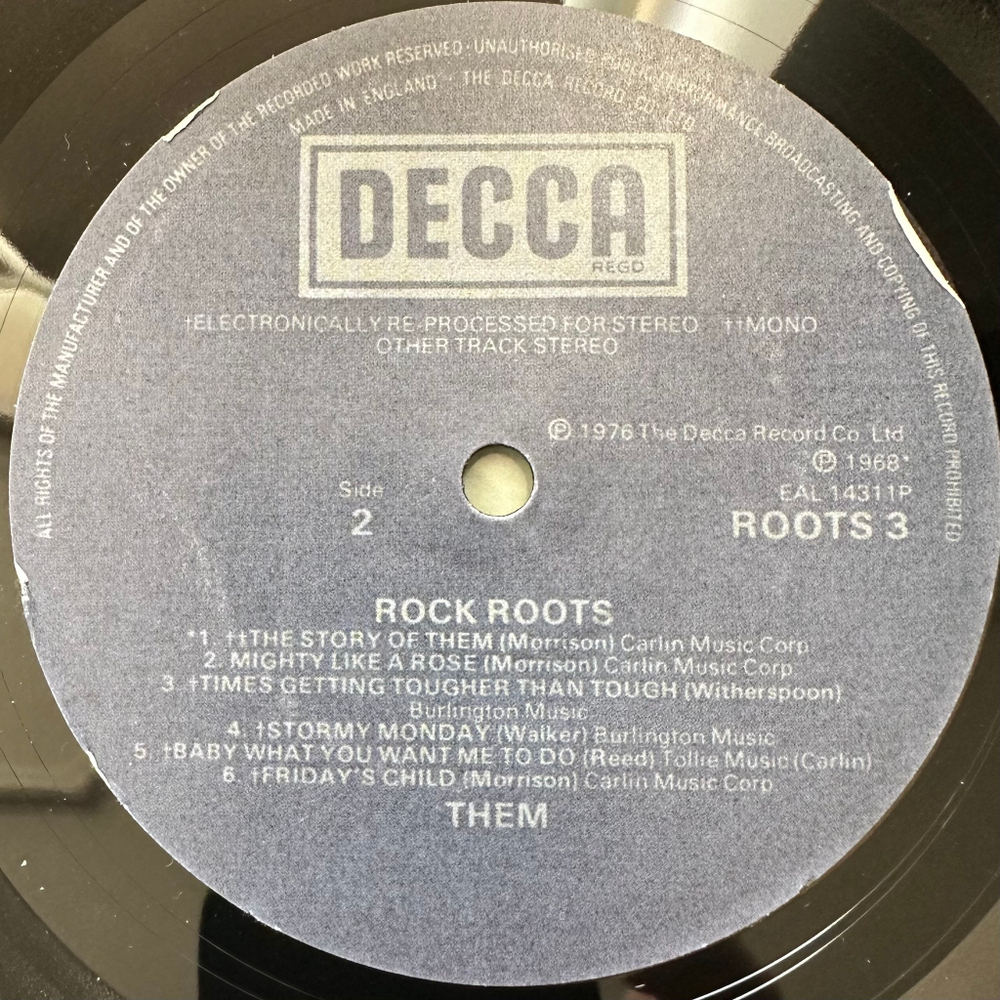 ALL RIGHTS OF THE MANUFACTURER AND OF THE OWNER OF THE RECORDED WORK RESERVED · UNAUTHORISED PUBLIC PERFORMANCE BROADCASTING AND COPYING OF THIS RECORD PROHIBITED
MADE IN ENGLAND · THE DECCA RECORD CO. LTD.
DECCA
REGD
†ELECTRONICALLY RE-PROCESSED FOR STEREO ††MONO
OTHER TRACK STEREO
℗ 1976 The Decca Record Co. Ltd
℗ 1968*
Side
EAL 14311P
2
ROOTS 3
ROCK ROOTS
*1. ††THE STORY OF THEM (Morrison) Carlin Music Corp
2. MIGHTY LIKE A ROSE (Morrison) Carlin Music Corp
3 †TIMES GETTING TOUGHER THAN TOUGH (Witherspoon)
Burlington Music
4. †STORMY MONDAY (Walker) Burlington Music
5. †BABY WHAT YOU WANT ME TO DO (Reed) Tollie Music (Carlin)
6. †FRIDAY'S CHILD (Morrison) Carlin Music Corp
THEM